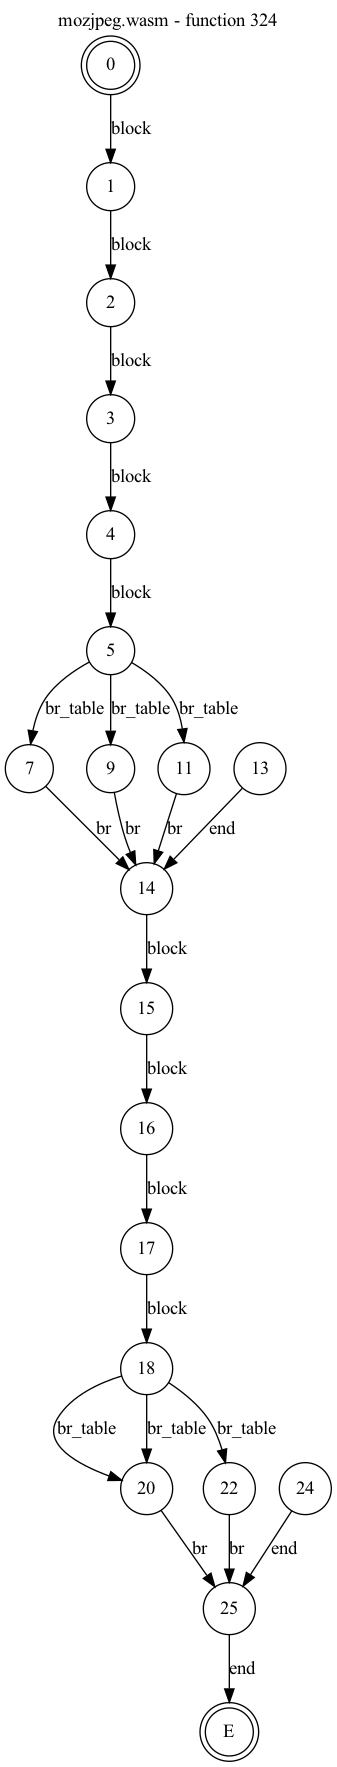 mozjpeg.wasm - function 324
0
block
1
block
2
block
3
block
4
block
5
br_table br_table br_table
7 9 11 13
br br br end
14
block
15
block
16
block
17
block
18
br_table br_table br_table
20 22 24
br br end
25
end
E